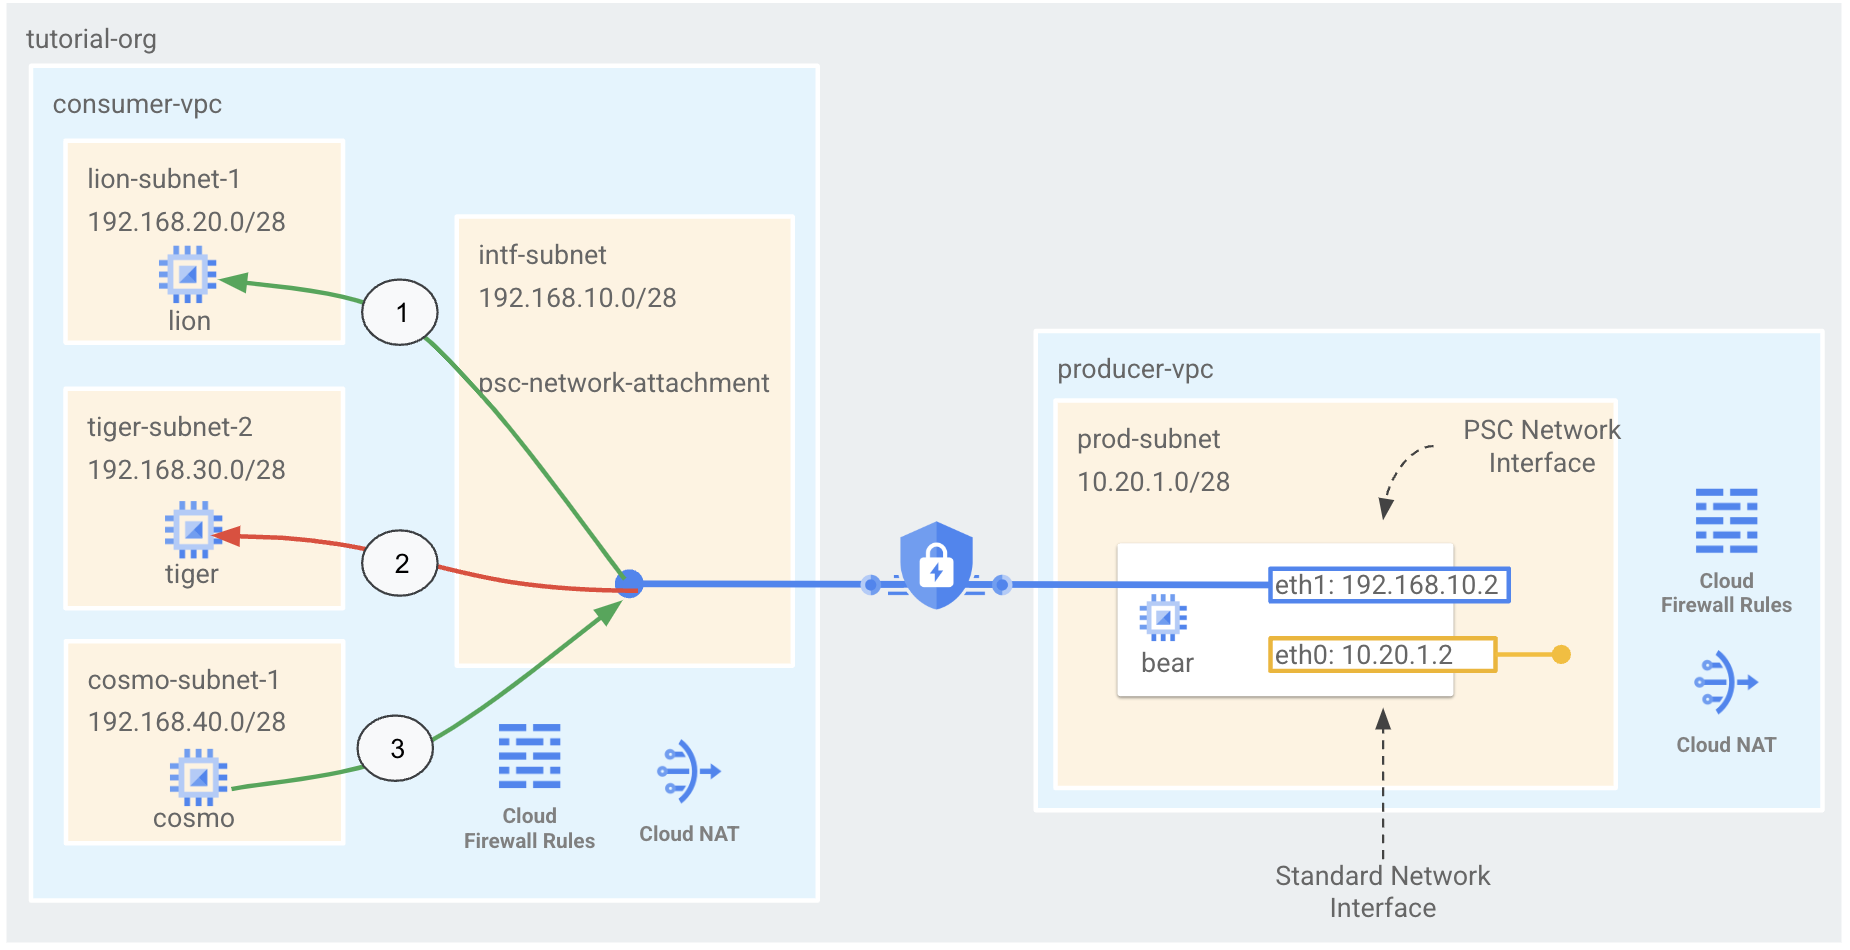 tutorial-org
consumer-vpc
lion-subnet-1
192.168.20.0/28
lion
1
intf-subnet
192.168.10.0/28
psc-network-attachment
tiger-subnet-2
192.168.30.0/28
tiger
2
cosmo-subnet-1
192.168.40.0/28
cosmo
3
Cloud
Firewall Rules
Cloud NAT
producer-vpc
prod-subnet
10.20.1.0/28
PSC Network
Interface
eth1: 192.168.10.2
bear
eth0: 10.20.1.2
Cloud
Firewall Rules
Cloud NAT
Standard Network
Interface